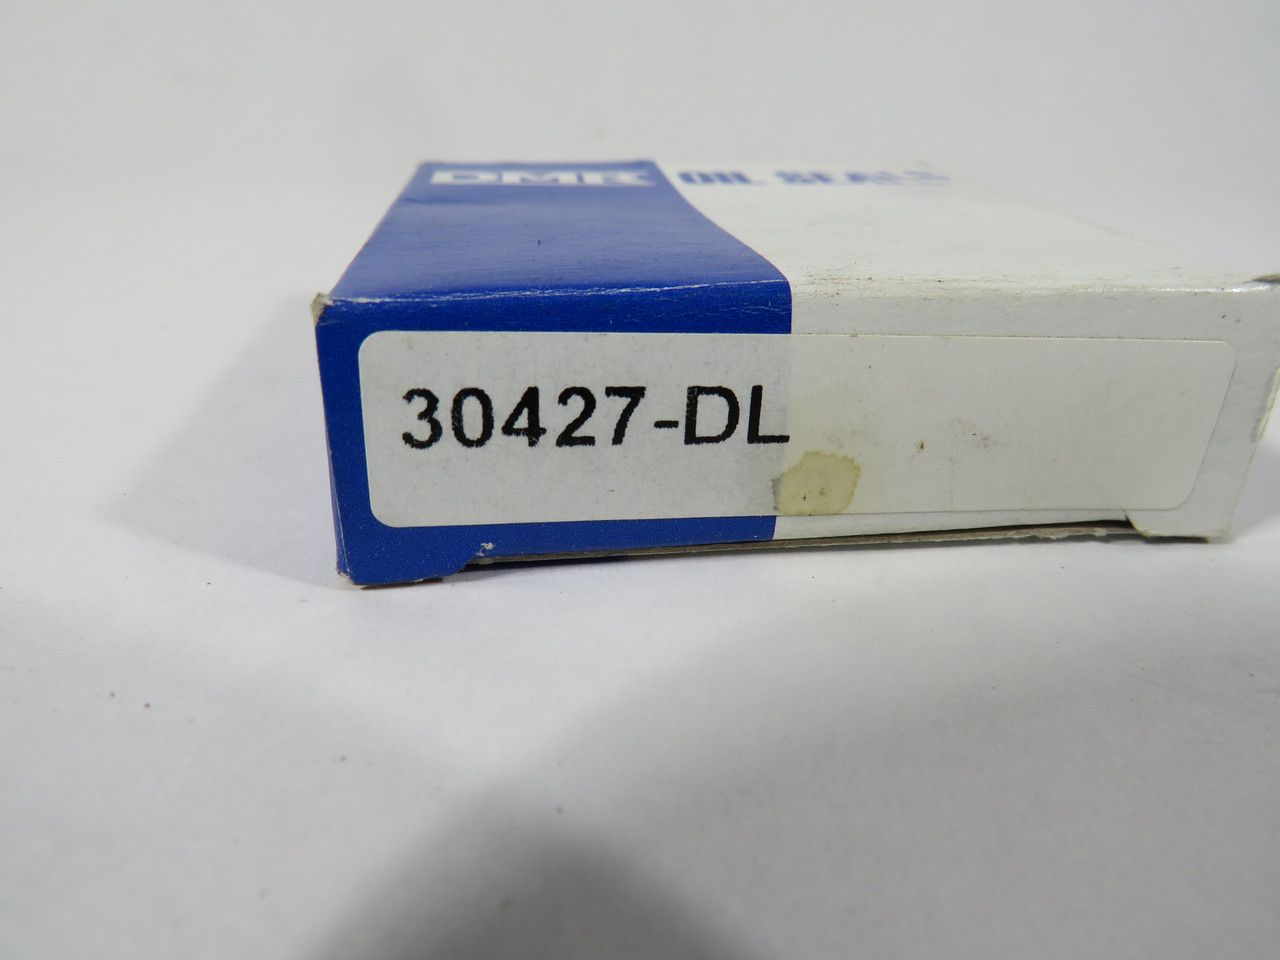 DMR OIL SEALS
30427-DL